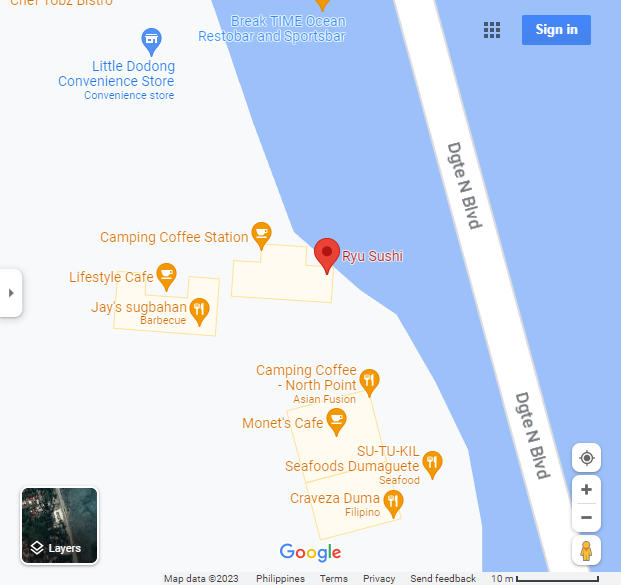 Chef Tobz Bistro
Break TIME Ocean
Restobar and Sportsbar
Sign in
Little Dodong
Convenience Store
Convenience store
Dgte N Blvd
Camping Coffee Station
Ryu Sushi
Lifestyle Cafe
Jay's sugbahan
Barbecue
Camping Coffee
- North Point
Asian Fusion
Monet's Cafe
Dgte N Blvd
SU-TU-KIL
Seafoods Dumaguete
Seafood
Craveza Duma
Filipino
Layers
Google
Map data ©2023 Philippines Terms Privacy Send feedback 10 m